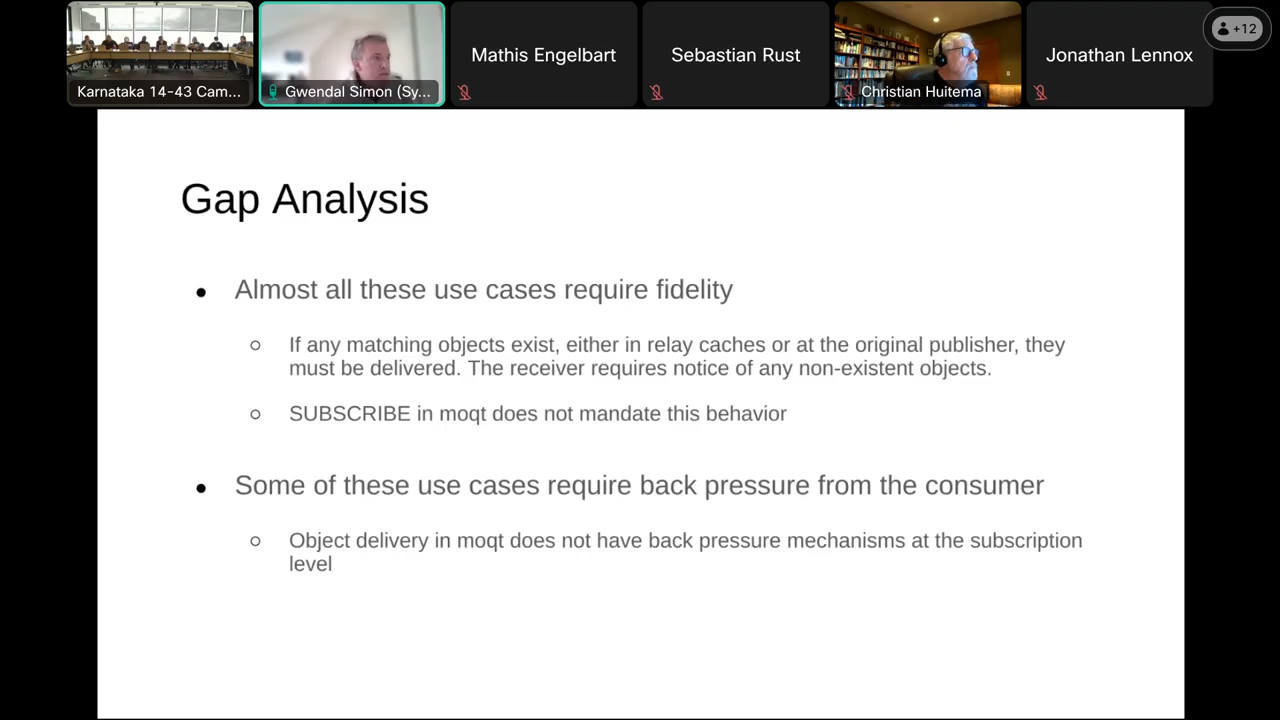 Karnataka 14-43 Cam...
Gwendal Simon (Sy...
Mathis Engelbart
Sebastian Rust
Christian Huitema
Jonathan Lennox
+12
Gap Analysis
Almost all these use cases require fidelity
If any matching objects exist, either in relay caches or at the original publisher, they
must be delivered. The receiver requires notice of any non-existent objects.
SUBSCRIBE in moqt does not mandate this behavior
Some of these use cases require back pressure from the consumer
Object delivery in moqt does not have back pressure mechanisms at the subscription
level